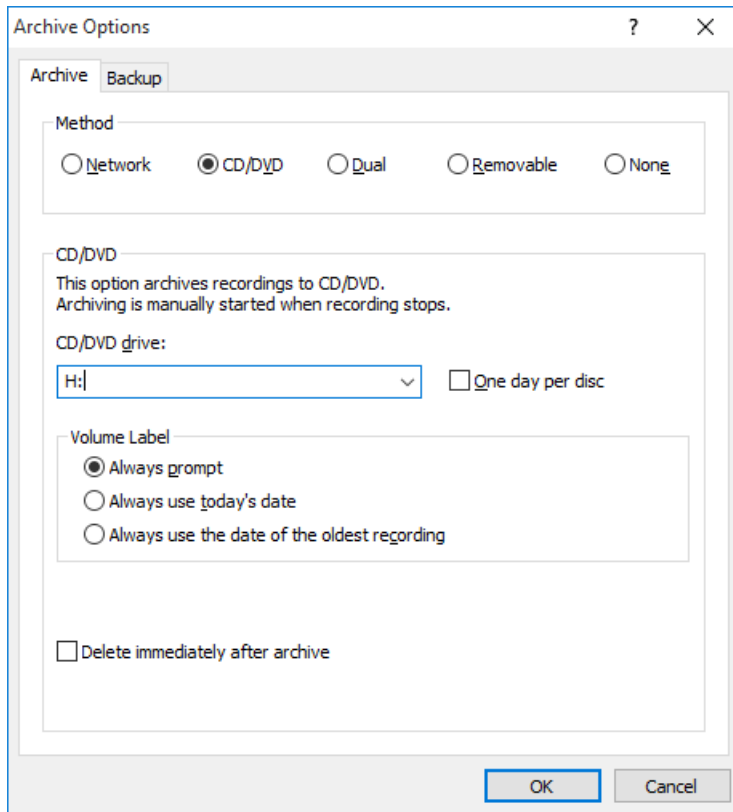 Archive Options ?
Archive Backup
Method
Network CD/DVD Dual Removable None
CD/DVD
This option archives recordings to CD/DVD.
Archiving is manually started when recording stops.
CD/DVD drive:
H: One day per disc
Volume Label
Always prompt
Always use today's date
Always use the date of the oldest recording
Delete immediately after archive
OK Cancel